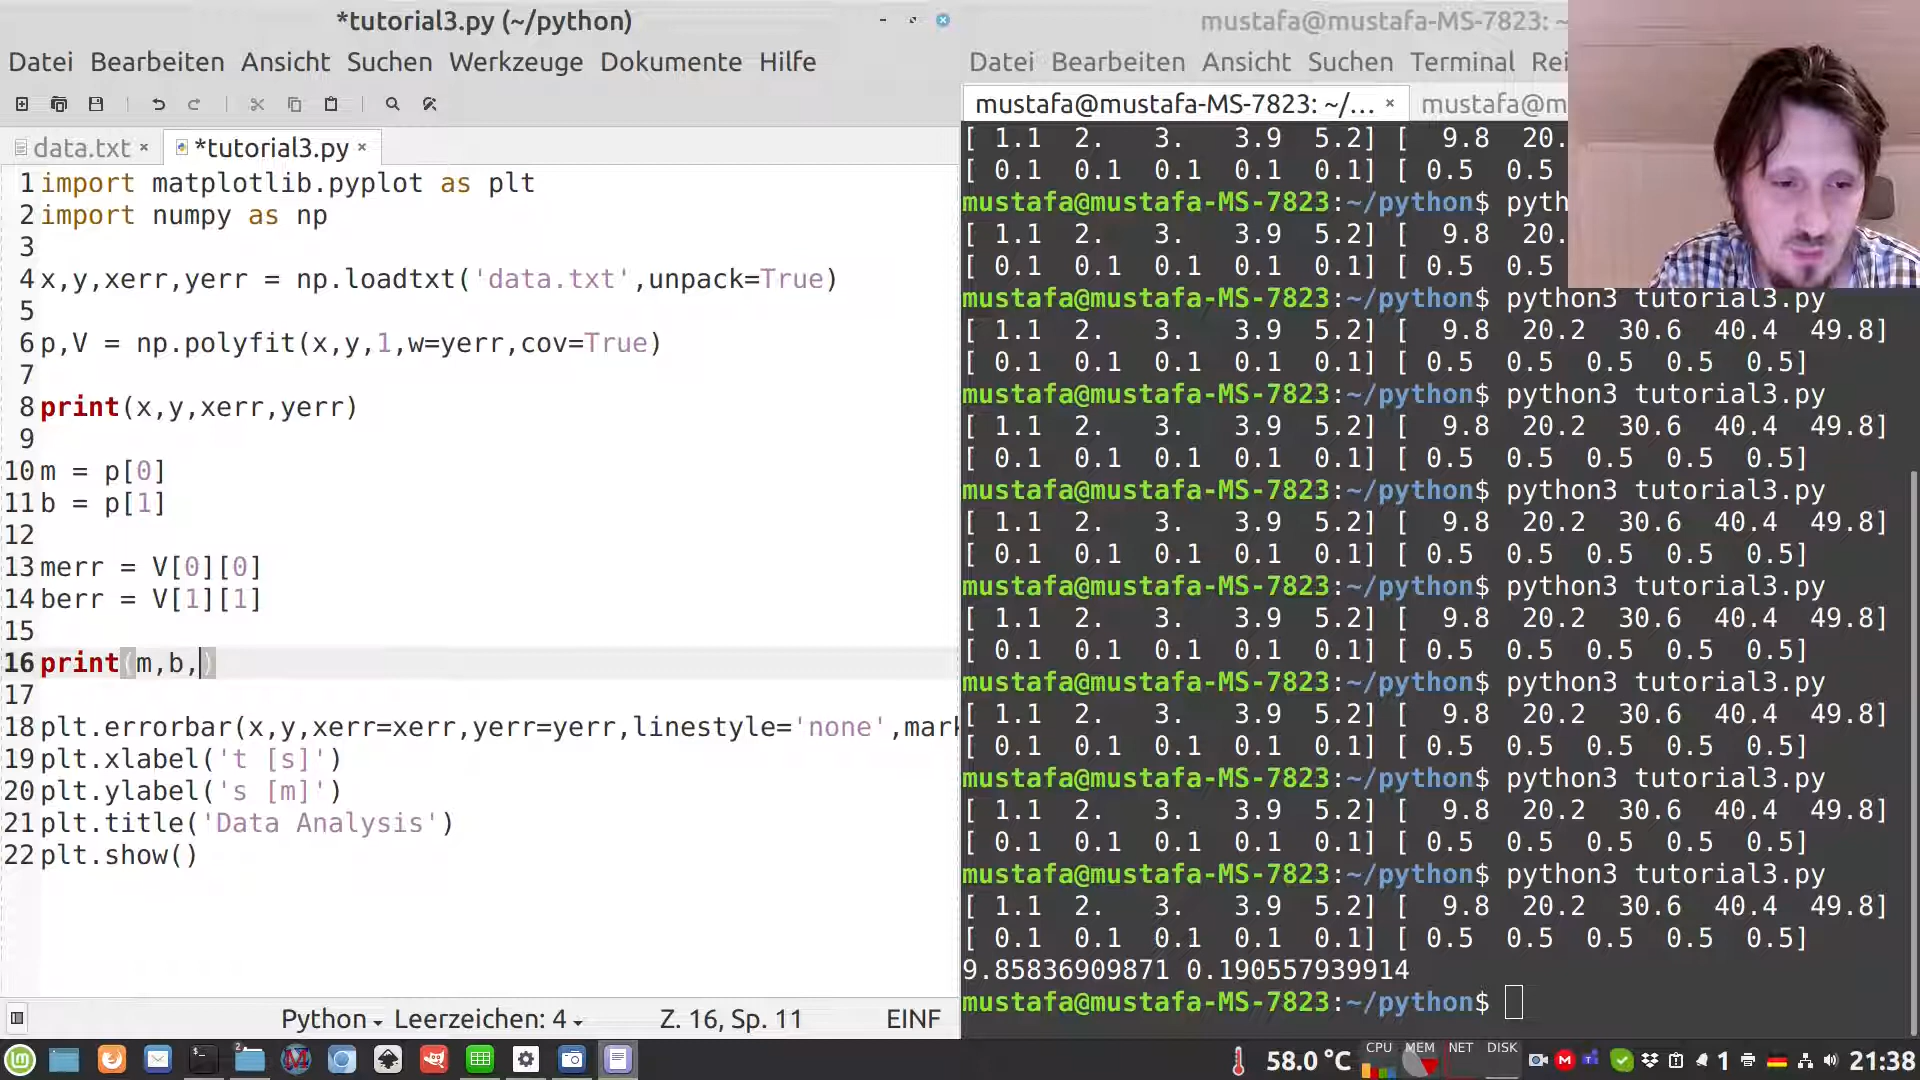 *tutorial3.py (~/python)
Datei Bearbeiten Ansicht Suchen Werkzeuge Dokumente Hilfe
data.txt
*tutorial3.py
1 import matplotlib.pyplot as plt
2 import numpy as np
3
4 x,y,xerr,yerr = np.loadtxt('data.txt',unpack=True)
5
6 p,V = np.polyfit(x,y,1,w=yerr,cov=True)
7
8 print(x,y,xerr,yerr)
9
10 m = p[0]
11 b = p[1]
12
13 merr = V[0][0]
14 berr = V[1][1]
15
16 print(m,b,)
17
18 plt.errorbar(x,y,xerr=xerr,yerr=yerr,linestyle='none',mark
19 plt.xlabel('t [s]')
20 plt.ylabel('s [m]')
21 plt.title('Data Analysis')
22 plt.show()
Python Leerzeichen: 4 Z. 16, Sp. 11 EINF
mustafa@mustafa-MS-7823: ~/
Datei Bearbeiten Ansicht Suchen Terminal Rei
mustafa@mustafa-MS-7823: ~/... mustafa@m
[ 1.1 2. 3. 3.9 5.2] [ 9.8 20.
[ 0.1 0.1 0.1 0.1 0.1] [ 0.5 0.5
mustafa@mustafa-MS-7823:~/python$ pyth
[ 1.1 2. 3. 3.9 5.2] [ 9.8 20.
[ 0.1 0.1 0.1 0.1 0.1] [ 0.5 0.5
mustafa@mustafa-MS-7823:~/python$ python3 tutorial3.py
[ 1.1 2. 3. 3.9 5.2] [ 9.8 20.2 30.6 40.4 49.8]
[ 0.1 0.1 0.1 0.1 0.1] [ 0.5 0.5 0.5 0.5 0.5]
mustafa@mustafa-MS-7823:~/python$ python3 tutorial3.py
[ 1.1 2. 3. 3.9 5.2] [ 9.8 20.2 30.6 40.4 49.8]
[ 0.1 0.1 0.1 0.1 0.1] [ 0.5 0.5 0.5 0.5 0.5]
mustafa@mustafa-MS-7823:~/python$ python3 tutorial3.py
[ 1.1 2. 3. 3.9 5.2] [ 9.8 20.2 30.6 40.4 49.8]
[ 0.1 0.1 0.1 0.1 0.1] [ 0.5 0.5 0.5 0.5 0.5]
mustafa@mustafa-MS-7823:~/python$ python3 tutorial3.py
[ 1.1 2. 3. 3.9 5.2] [ 9.8 20.2 30.6 40.4 49.8]
[ 0.1 0.1 0.1 0.1 0.1] [ 0.5 0.5 0.5 0.5 0.5]
mustafa@mustafa-MS-7823:~/python$ python3 tutorial3.py
[ 1.1 2. 3. 3.9 5.2] [ 9.8 20.2 30.6 40.4 49.8]
[ 0.1 0.1 0.1 0.1 0.1] [ 0.5 0.5 0.5 0.5 0.5]
mustafa@mustafa-MS-7823:~/python$ python3 tutorial3.py
[ 1.1 2. 3. 3.9 5.2] [ 9.8 20.2 30.6 40.4 49.8]
[ 0.1 0.1 0.1 0.1 0.1] [ 0.5 0.5 0.5 0.5 0.5]
mustafa@mustafa-MS-7823:~/python$ python3 tutorial3.py
[ 1.1 2. 3. 3.9 5.2] [ 9.8 20.2 30.6 40.4 49.8]
[ 0.1 0.1 0.1 0.1 0.1] [ 0.5 0.5 0.5 0.5 0.5]
9.85836909871 0.190557939914
mustafa@mustafa-MS-7823:~/python$
2 58.0 °C CPU MEM NET DISK 1 21:38